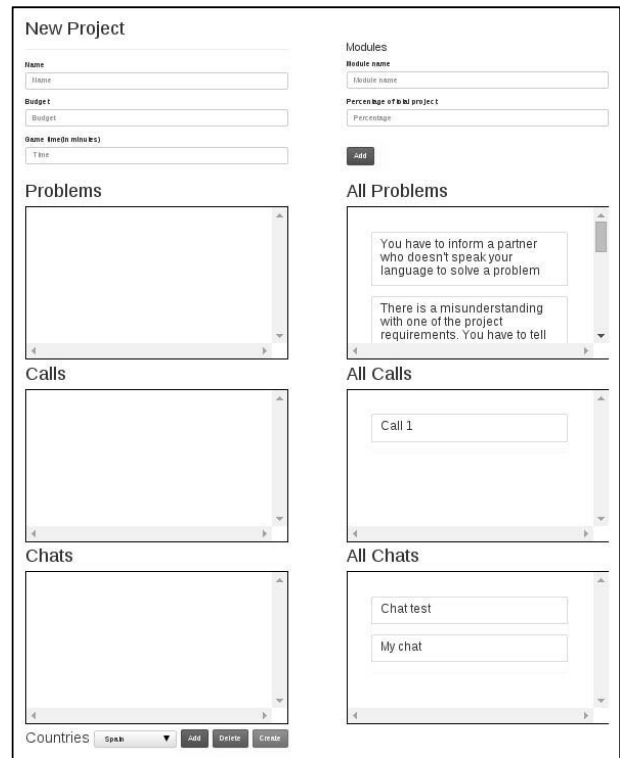 New Project
Name
Name
Budget
Budget
Game time(in minutes)
Time
Modules
Module name
Module name
Percentage of total project
Percentage
Add
Problems
All Problems
You have to inform a partner
who doesn't speak your
language to solve a problem
There is a misunderstanding
with one of the project
requirements. You have to tell
Calls
All Calls
Call 1
Chats
All Chats
Chat test
My chat
Countries
Spain
Add
Delete
Create